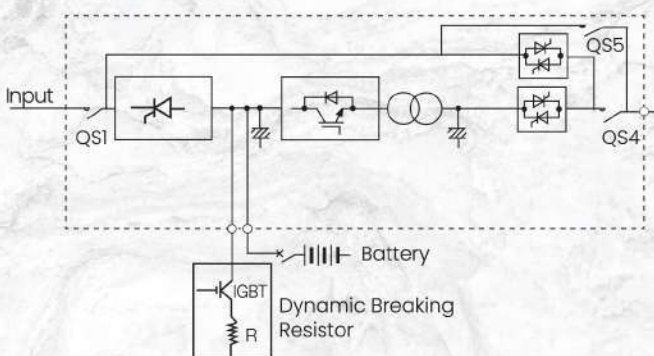 QS5
Input
QS1
QS4
Battery
IGBT
Dynamic Breaking
Resistor
R